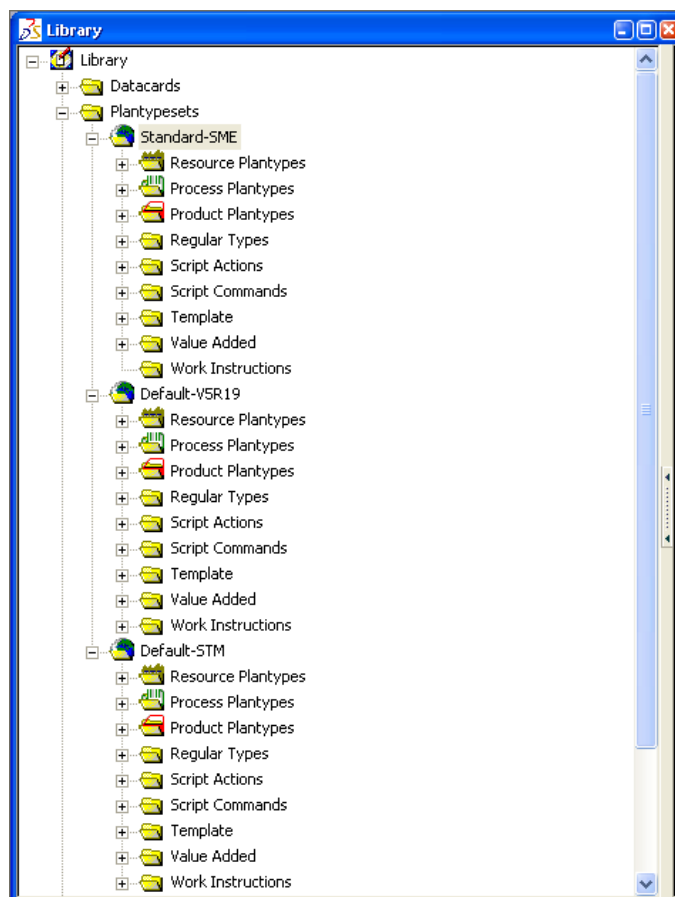 Library
Library
Datacards
Plantypesets
Standard-SME
Resource Plantypes
Process Plantypes
Product Plantypes
Regular Types
Script Actions
Script Commands
Template
Value Added
Work Instructions
Default-V5R19
Resource Plantypes
Process Plantypes
Product Plantypes
Regular Types
Script Actions
Script Commands
Template
Value Added
Work Instructions
Default-STM
Resource Plantypes
Process Plantypes
Product Plantypes
Regular Types
Script Actions
Script Commands
Template
Value Added
Work Instructions